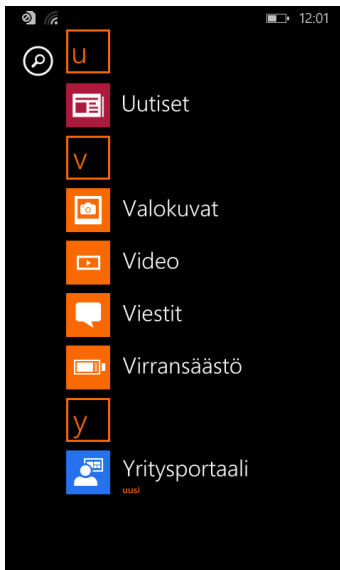 12:01
u
Uutiset
v
Valokuvat
Video
Viestit
Virransäästö
y
Yritysportaali
uusi